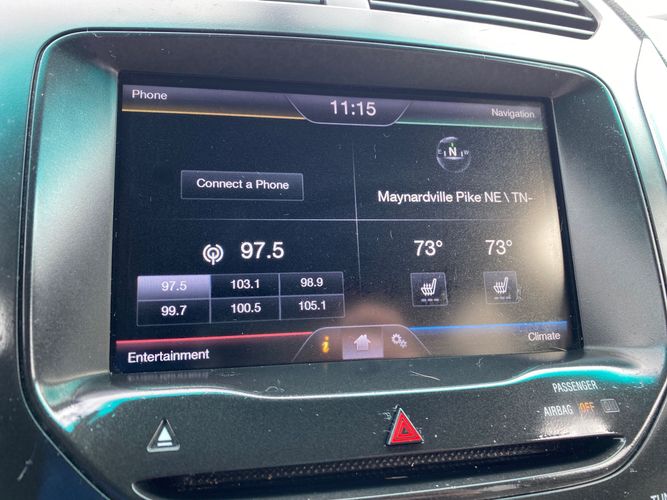 Phone
11:15
Navigation
E N W
Connect a Phone
Maynardville Pike NE \ TN-
97.5
73° 73°
97.5 103.1 98.9
99.7 100.5 105.1
i
Entertainment
Climate
PASSENGER
AIRBAG OFF